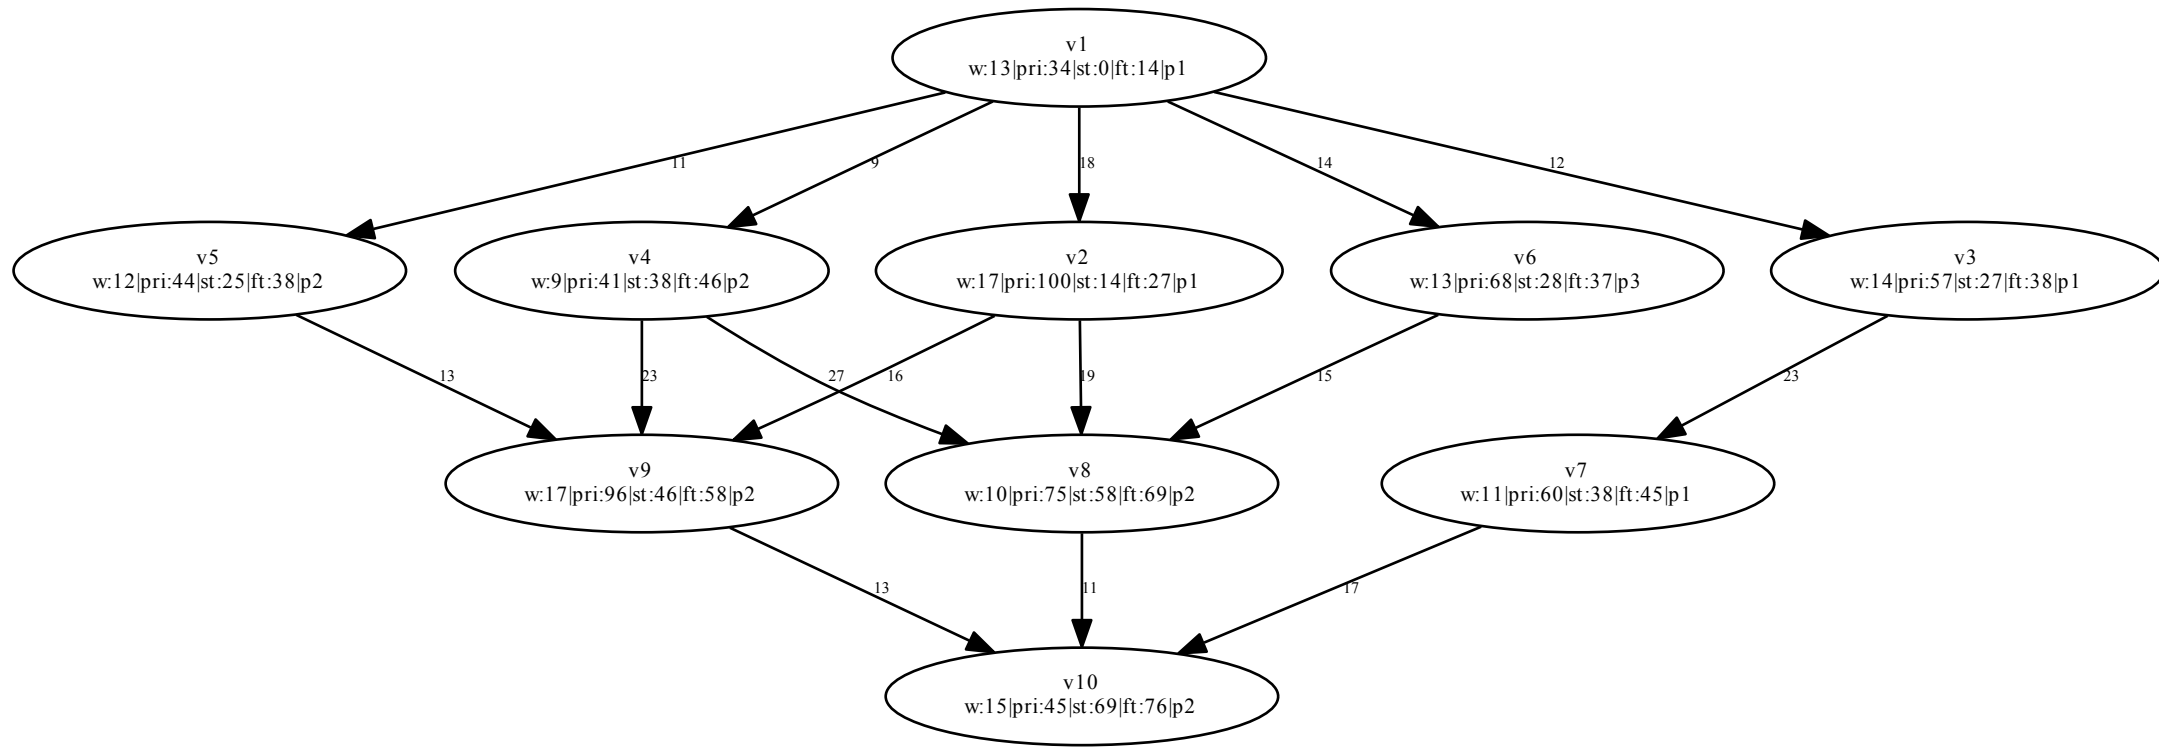 v1
w:13|pri:34|st:0|ft:14|p1
11
9
18
14
12
v5
w:12|pri:44|st:25|ft:38|p2
v4
w:9|pri:41|st:38|ft:46|p2
v2
w:17|pri:100|st:14|ft:27|p1
v6
w:13|pri:68|st:28|ft:37|p3
v3
w:14|pri:57|st:27|ft:38|p1
13
23
27
16
19
15
23
v9
w:17|pri:96|st:46|ft:58|p2
v8
w:10|pri:75|st:58|ft:69|p2
v7
w:11|pri:60|st:38|ft:45|p1
13
11
17
v10
w:15|pri:45|st:69|ft:76|p2